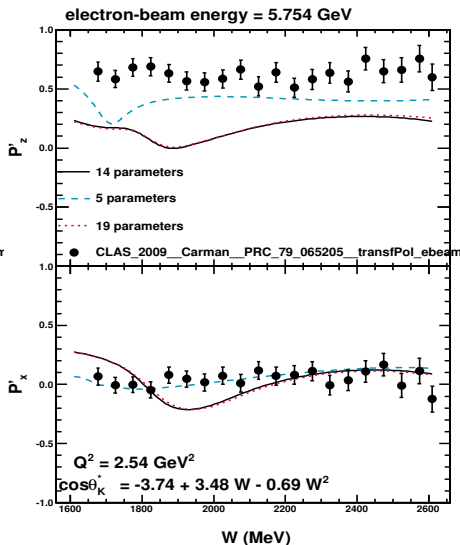 electron-beam energy = 5.754 GeV
1.0
0.5
P'z
0.0
14 parameters
5 parameters
-0.5
19 parameters
CLAS_2009__Carman__PRC_79_065205__transfPol_ebeam
1.0
0.5
P'x
0.0
-0.5
Q² = 2.54 GeV²
cosθ*K = -3.74 + 3.48 W - 0.69 W²
-1.0
1600 1800 2000 2200 2400 2600
W (MeV)